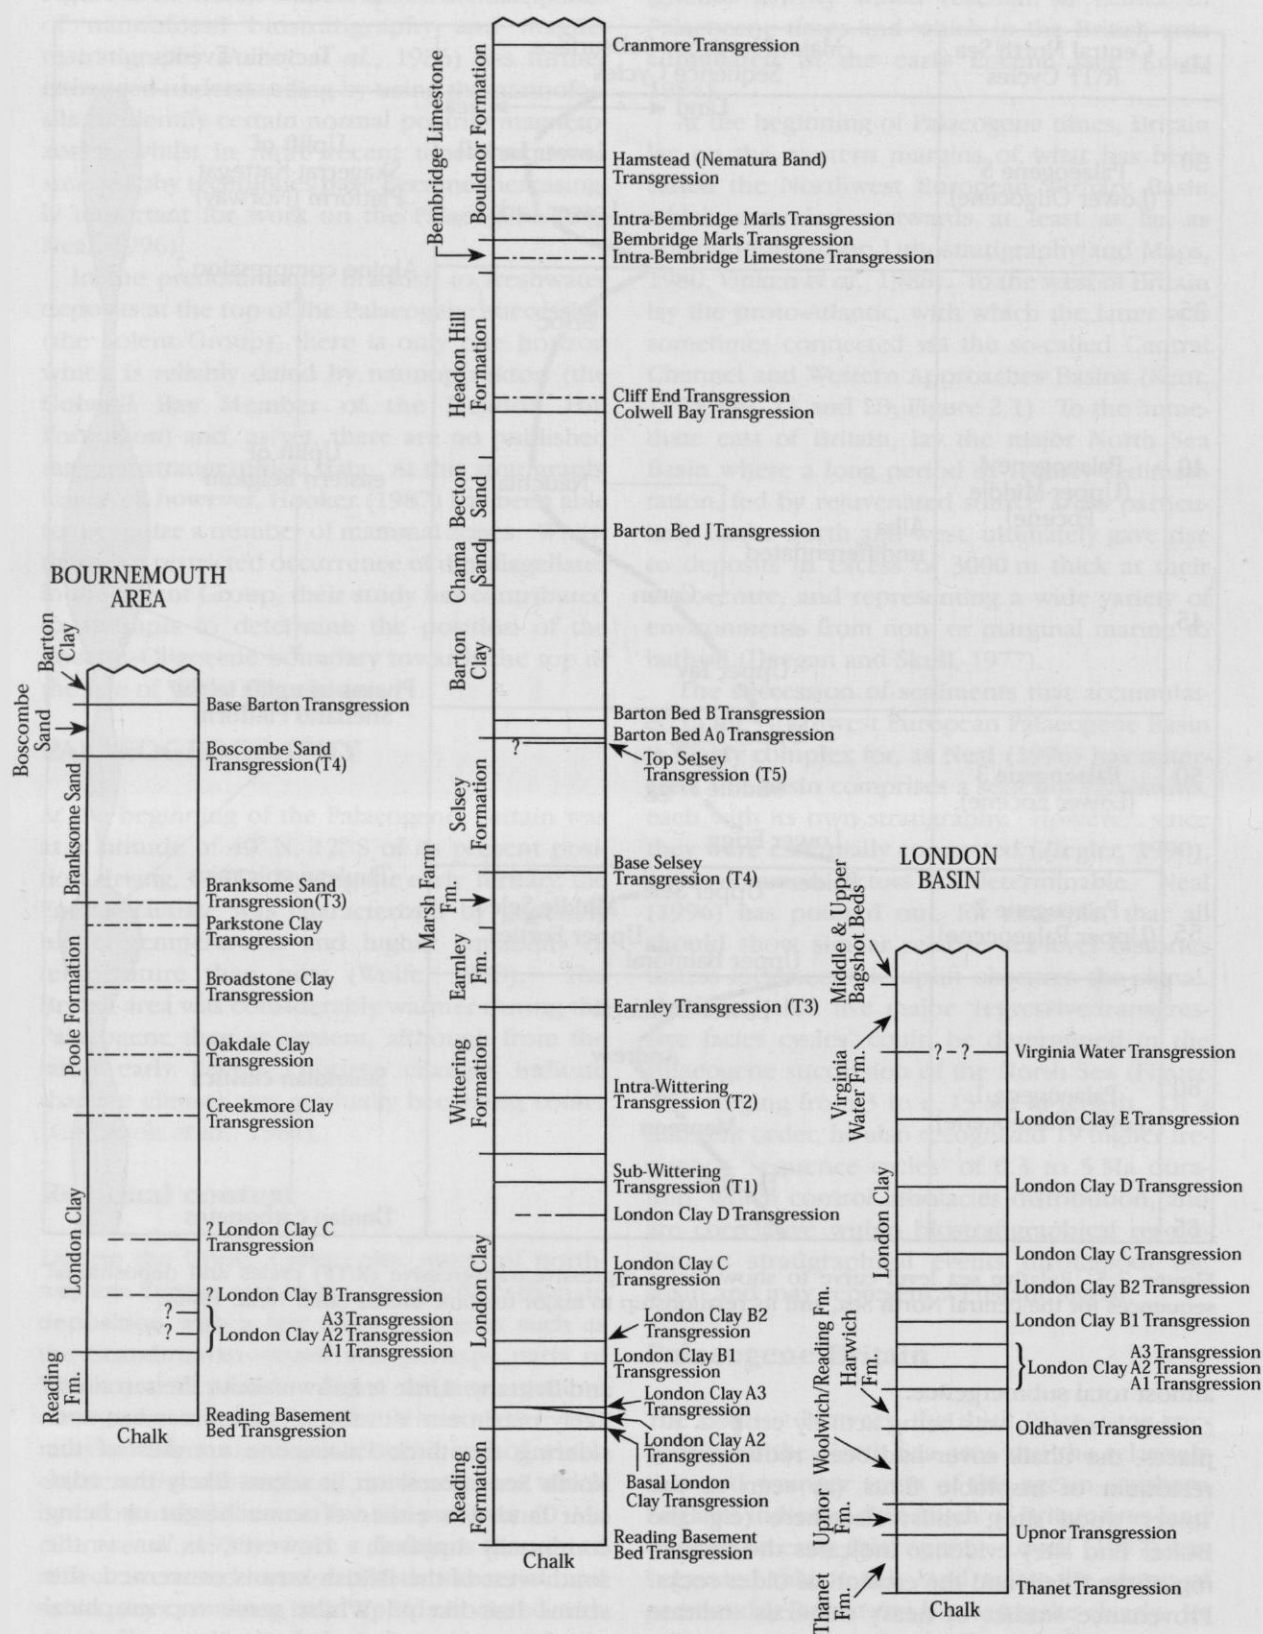 BOURNEMOUTH
AREA
Barton
Clay
Boscombe
Sand
Branksome Sand
Poole Formation
London Clay
Reading
Fm.
Base Barton Transgression
Boscombe Sand
Transgression(T4)
Branksome Sand
Transgression(T3)
Parkstone Clay
Transgression
Broadstone Clay
Transgression
Oakdale Clay
Transgression
Creekmore Clay
Transgression
? London Clay C
Transgression
? London Clay B Transgression
?
?
A3 Transgression
London Clay A2 Transgression
A1 Transgression
Reading Basement
Bed Transgression
Chalk
Bembridge Limestone
Bouldnor Formation
Headon Hill
Formation
Becton
Sand
Chama
Sand
Barton
Clay
Selsey
Formation
Marsh Farm
Fm.
Earnley
Fm.
Wittering
Formation
London Clay
Reading
Formation
Cranmore Transgression
Hamstead (Nematura Band)
Transgression
Intra-Bembridge Marls Transgression
Bembridge Marls Transgression
Intra-Bembridge Limestone Transgression
Cliff End Transgression
Colwell Bay Transgression
Barton Bed J Transgression
Barton Bed B Transgression
Barton Bed A0 Transgression
?
Top Selsey
Transgression (T5)
Base Selsey
Transgression (T4)
Earnley Transgression (T3)
Intra-Wittering
Transgression (T2)
Sub-Wittering
Transgression (T1)
London Clay D Transgression
London Clay C
Transgression
London Clay B2
Transgression
London Clay B1
Transgression
London Clay A3
Transgression
London Clay A2
Transgression
Basal London
Clay Transgression
Reading Basement
Bed Transgression
Chalk
LONDON
BASIN
Middle & Upper
Bagshot Beds
Virginia
Water Fm.
London Clay
Harwich
Fm.
Woolwich/Reading Fm.
Upnor
Fm.
Thanet
Fm.
? - ?
Virginia Water Transgression
London Clay E Transgression
London Clay D Transgression
London Clay C Transgression
London Clay B2 Transgression
London Clay B1 Transgression
A3 Transgression
London Clay A2 Transgression
A1 Transgression
Oldhaven Transgression
Upnor Transgression
Thanet Transgression
Chalk